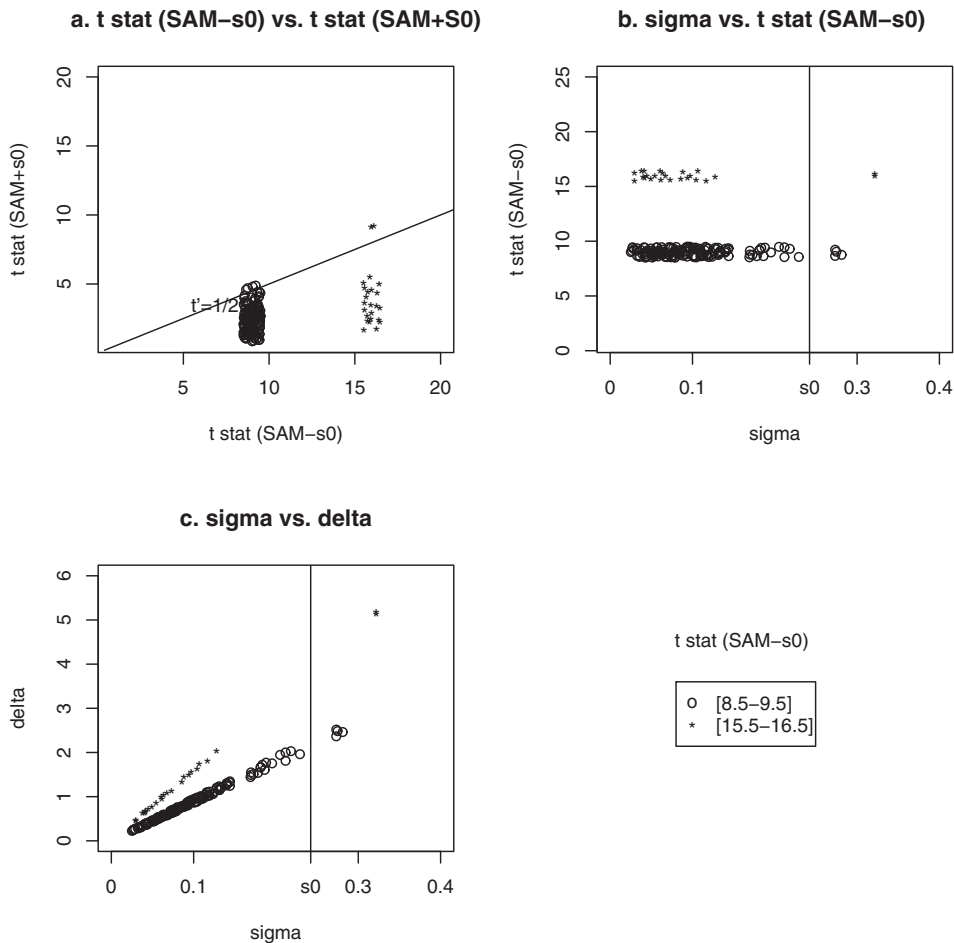 a. t stat (SAM−s0) vs. t stat (SAM+S0)
t stat (SAM+s0)
20
15
10
5
t'=1/2
5 10 15 20
t stat (SAM−s0)
b. sigma vs. t stat (SAM−s0)
t stat (SAM−s0)
25
20
15
10
5
0
0 0.1 s0 0.3 0.4
sigma
c. sigma vs. delta
delta
6
5
4
3
2
1
0
0 0.1 s0 0.3 0.4
sigma
t stat (SAM−s0)
o [8.5−9.5]
* [15.5−16.5]